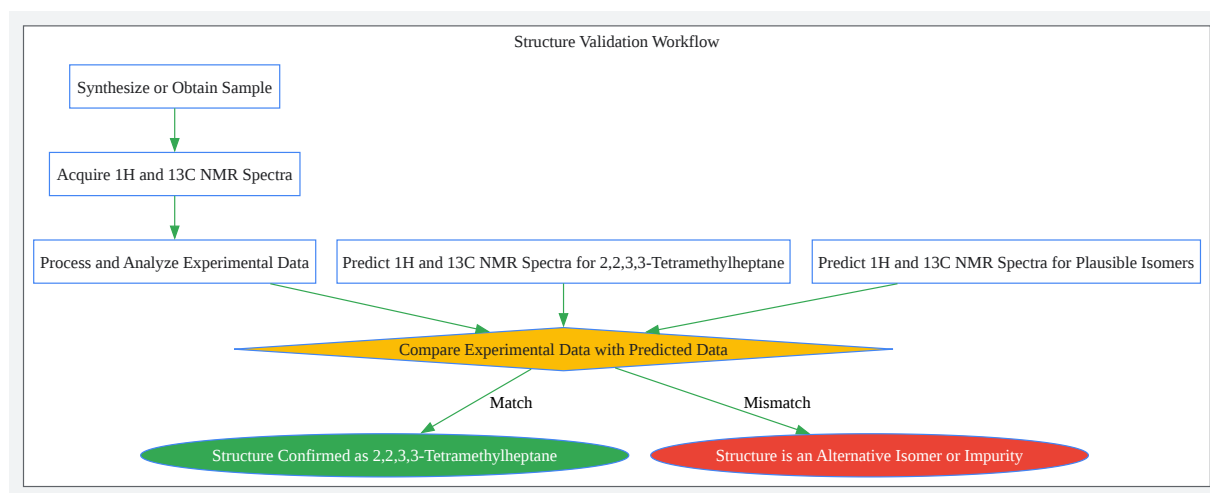 Structure Validation Workflow
Synthesize or Obtain Sample
Acquire 1H and 13C NMR Spectra
Process and Analyze Experimental Data
Predict 1H and 13C NMR Spectra for 2,2,3,3-Tetramethylheptane
Predict 1H and 13C NMR Spectra for Plausible Isomers
Compare Experimental Data with Predicted Data
Match
Mismatch
Structure Confirmed as 2,2,3,3-Tetramethylheptane
Structure is an Alternative Isomer or Impurity